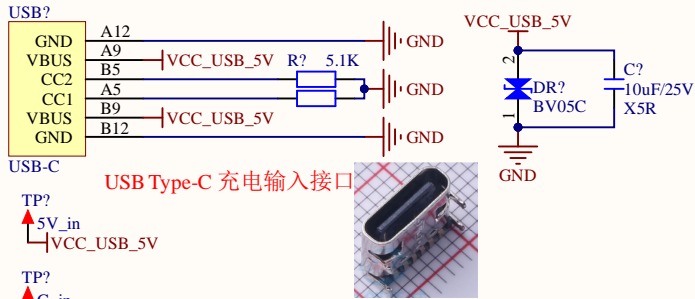 USB?
GND A12 GND
VBUS A9 VCC_USB_5V
CC2 B5 R? 5.1K
CC1 A5 GND
VBUS B9 VCC_USB_5V
GND B12 GND
USB-C
USB Type-C 充电输入接口
VCC_USB_5V
2
DR?
BV05C
1
C?
10uF/25V
X5R
GND
TP?
5V_in
VCC_USB_5V
TP?